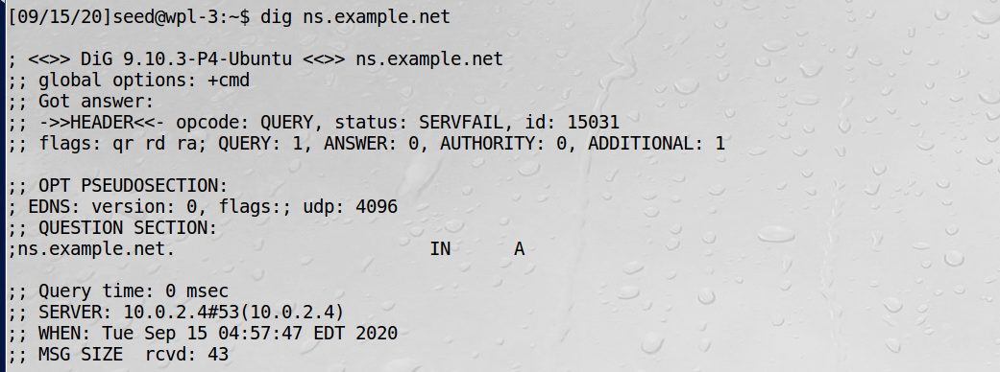 [09/15/20]seed@wpl-3:~$ dig ns.example.net
; <<>> DiG 9.10.3-P4-Ubuntu <<>> ns.example.net
;; global options: +cmd
;; Got answer:
;; ->>HEADER<<- opcode: QUERY, status: SERVFAIL, id: 15031
;; flags: qr rd ra; QUERY: 1, ANSWER: 0, AUTHORITY: 0, ADDITIONAL: 1
;; OPT PSEUDOSECTION:
; EDNS: version: 0, flags:; udp: 4096
;; QUESTION SECTION:
;ns.example.net. IN A
;; Query time: 0 msec
;; SERVER: 10.0.2.4#53(10.0.2.4)
;; WHEN: Tue Sep 15 04:57:47 EDT 2020
;; MSG SIZE rcvd: 43